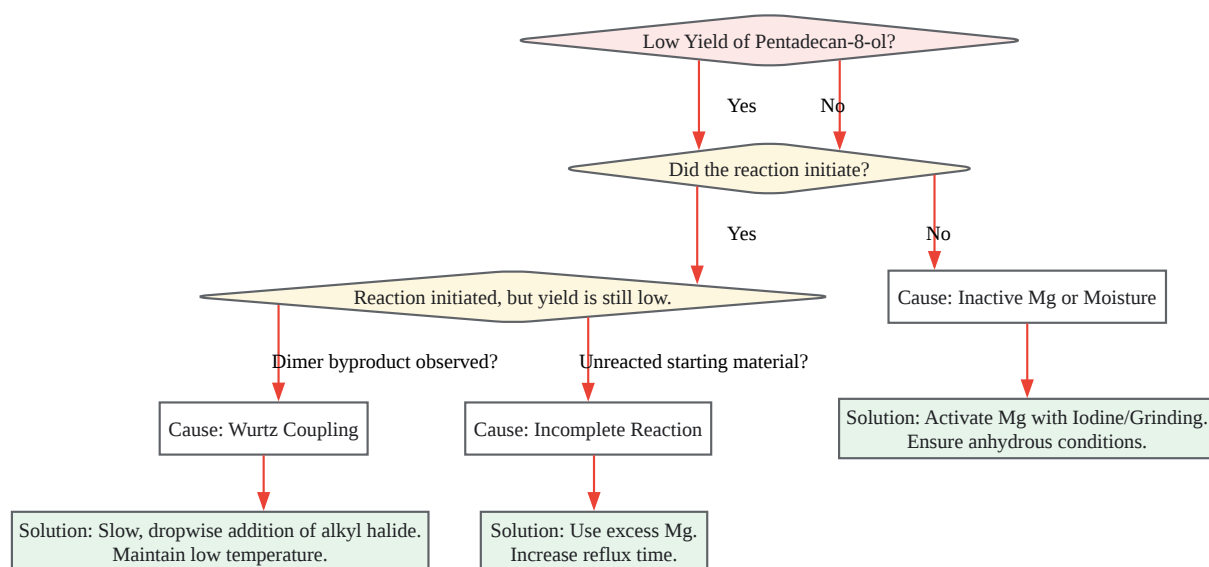 Low Yield of Pentadecan-8-ol?
Yes
No
Did the reaction initiate?
Yes
No
Reaction initiated, but yield is still low.
Cause: Inactive Mg or Moisture
Dimer byproduct observed?
Unreacted starting material?
Cause: Wurtz Coupling
Cause: Incomplete Reaction
Solution: Activate Mg with Iodine/Grinding.
Ensure anhydrous conditions.
Solution: Slow, dropwise addition of alkyl halide.
Maintain low temperature.
Solution: Use excess Mg.
Increase reflux time.